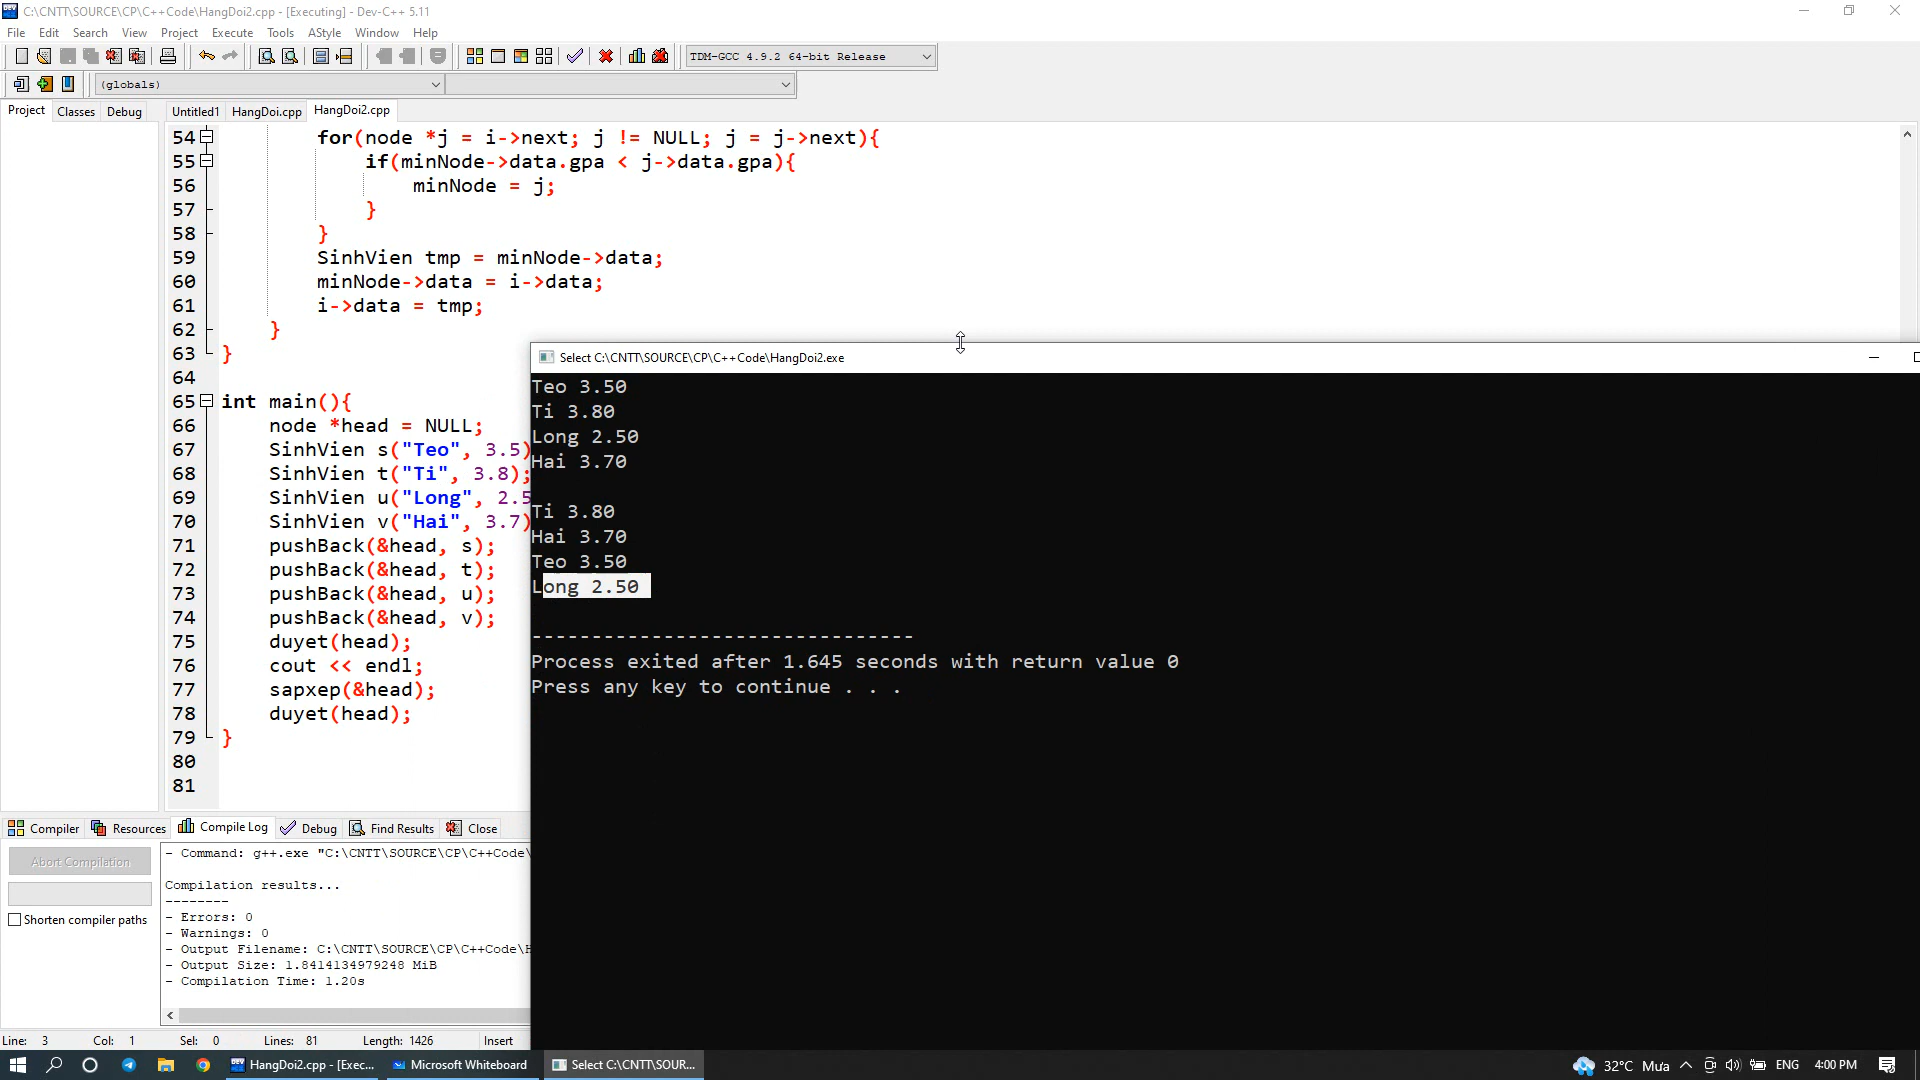 C:\CNTT\SOURCE\CP\C++Code\HangDoi2.cpp - [Executing] - Dev-C++ 5.11
File Edit Search View Project Execute Tools AStyle Window Help
TDM-GCC 4.9.2 64-bit Release
(globals)
Project Classes Debug Untitled1 HangDoi.cpp HangDoi2.cpp
54 for(node *j = i->next; j != NULL; j = j->next){
55 if(minNode->data.gpa < j->data.gpa){
56 minNode = j;
57 }
58 }
59 SinhVien tmp = minNode->data;
60 minNode->data = i->data;
61 i->data = tmp;
62 }
63 }
64
65 int main(){
66 node *head = NULL;
67 SinhVien s("Teo", 3.5)
68 SinhVien t("Ti", 3.8);
69 SinhVien u("Long", 2.5
70 SinhVien v("Hai", 3.7)
71 pushBack(&head, s);
72 pushBack(&head, t);
73 pushBack(&head, u);
74 pushBack(&head, v);
75 duyet(head);
76 cout << endl;
77 sapxep(&head);
78 duyet(head);
79 }
80
81
Select C:\CNTT\SOURCE\CP\C++Code\HangDoi2.exe
Teo 3.50
Ti 3.80
Long 2.50
Hai 3.70
Ti 3.80
Hai 3.70
Teo 3.50
Long 2.50
--------------------------------
Process exited after 1.645 seconds with return value 0
Press any key to continue . . .
Compiler Resources Compile Log Debug Find Results Close
Abort Compilation
Shorten compiler paths
- Command: g++.exe "C:\CNTT\SOURCE\CP\C++Code\
Compilation results...
--------
- Errors: 0
- Warnings: 0
- Output Filename: C:\CNTT\SOURCE\CP\C++Code\H
- Output Size: 1.8414134979248 MiB
- Compilation Time: 1.20s
Line: 3 Col: 1 Sel: 0 Lines: 81 Length: 1426 Insert
HangDoi2.cpp - [Exec... Microsoft Whiteboard Select C:\CNTT\SOUR... 32°C Mưa ENG 4:00 PM